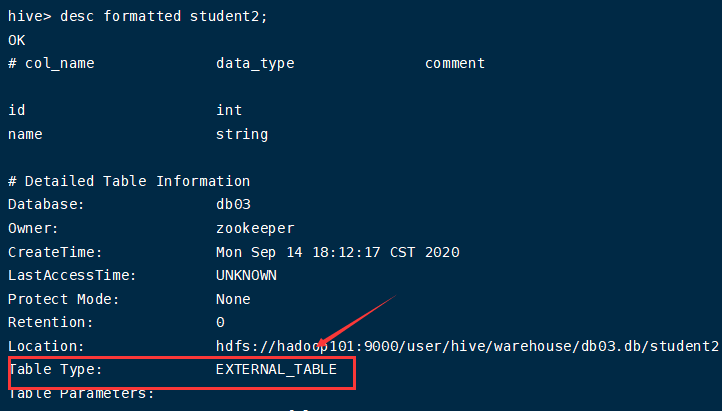 hive> desc formatted student2;
OK
# col_name data_type comment
id int
name string
# Detailed Table Information
Database: db03
Owner: zookeeper
CreateTime: Mon Sep 14 18:12:17 CST 2020
LastAccessTime: UNKNOWN
Protect Mode: None
Retention: 0
Location: hdfs://hadoop101:9000/user/hive/warehouse/db03.db/student2
Table Type: EXTERNAL_TABLE
Table Parameters: